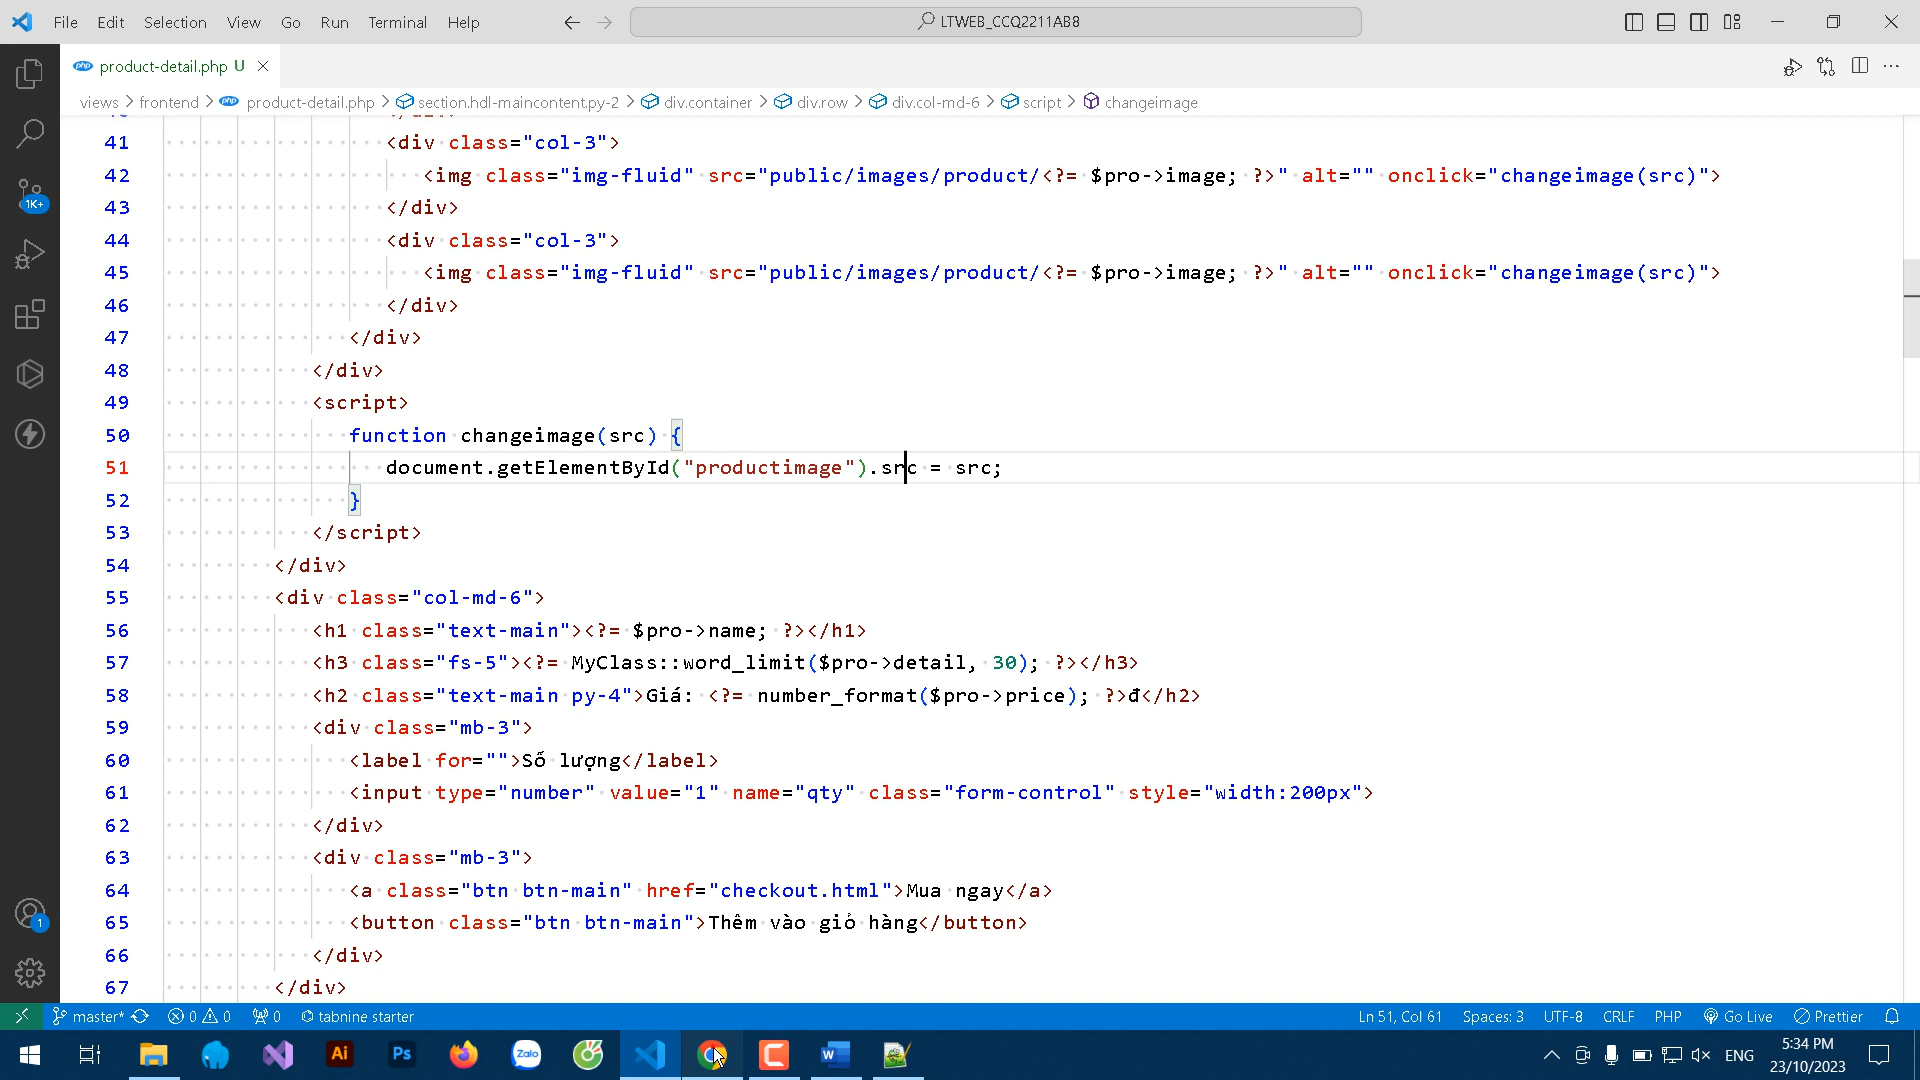 File Edit Selection View Go Run Terminal Help
LTWEB_CCQ2211AB8
php product-detail.php U
views > frontend > php product-detail.php > section.hdl-maincontent.py-2 > div.container > div.row > div.col-md-6 > script > changeimage
41 <div class="col-3">
42 <img class="img-fluid" src="public/images/product/<?= $pro->image; ?>" alt="" onclick="changeimage(src)">
43 </div>
44 <div class="col-3">
45 <img class="img-fluid" src="public/images/product/<?= $pro->image; ?>" alt="" onclick="changeimage(src)">
46 </div>
47 </div>
48 </div>
49 <script>
50 function changeimage(src) {
51 document.getElementById("productimage").src = src;
52 }
53 </script>
54 </div>
55 <div class="col-md-6">
56 <h1 class="text-main"><?= $pro->name; ?></h1>
57 <h3 class="fs-5"><?= MyClass::word_limit($pro->detail, 30); ?></h3>
58 <h2 class="text-main py-4">Giá: <?= number_format($pro->price); ?>đ</h2>
59 <div class="mb-3">
60 <label for="">Số lượng</label>
61 <input type="number" value="1" name="qty" class="form-control" style="width:200px">
62 </div>
63 <div class="mb-3">
64 <a class="btn btn-main" href="checkout.html">Mua ngay</a>
65 <button class="btn btn-main">Thêm vào giỏ hàng</button>
66 </div>
67 </div>
1K+
1
master* 0 0 0 tabnine starter Ln 51, Col 61 Spaces: 3 UTF-8 CRLF PHP Go Live Prettier
Ai Ps Zalo W ENG 5:34 PM
23/10/2023